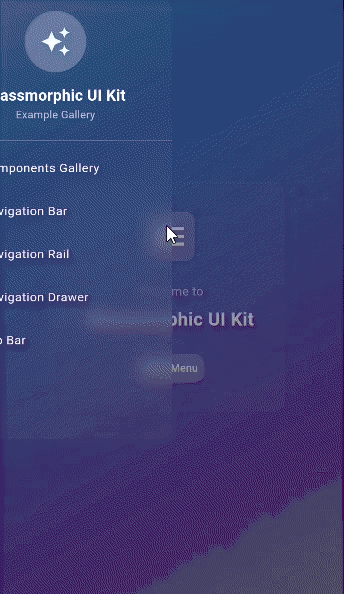 assmorphic UI Kit
Example Gallery
mponents Gallery
vigation Bar
vigation Rail
vigation Drawer
o Bar
me to
phic UI Kit
Menu